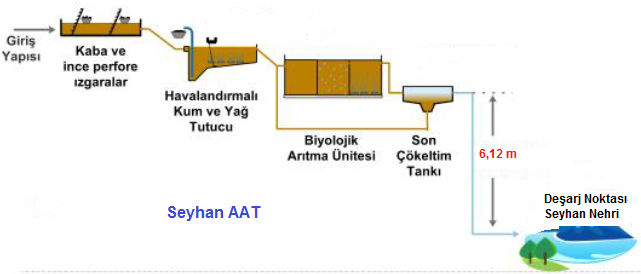 Giriş
Yapısı
Kaba ve
ince perfore
ızgaralar
Havalandırmalı
Kum ve Yağ
Tutucu
Biyolojik
Arıtma Ünitesi
Son
Çökeltim
Tankı
6,12 m
Deşarj Noktası
Seyhan Nehri
Seyhan AAT